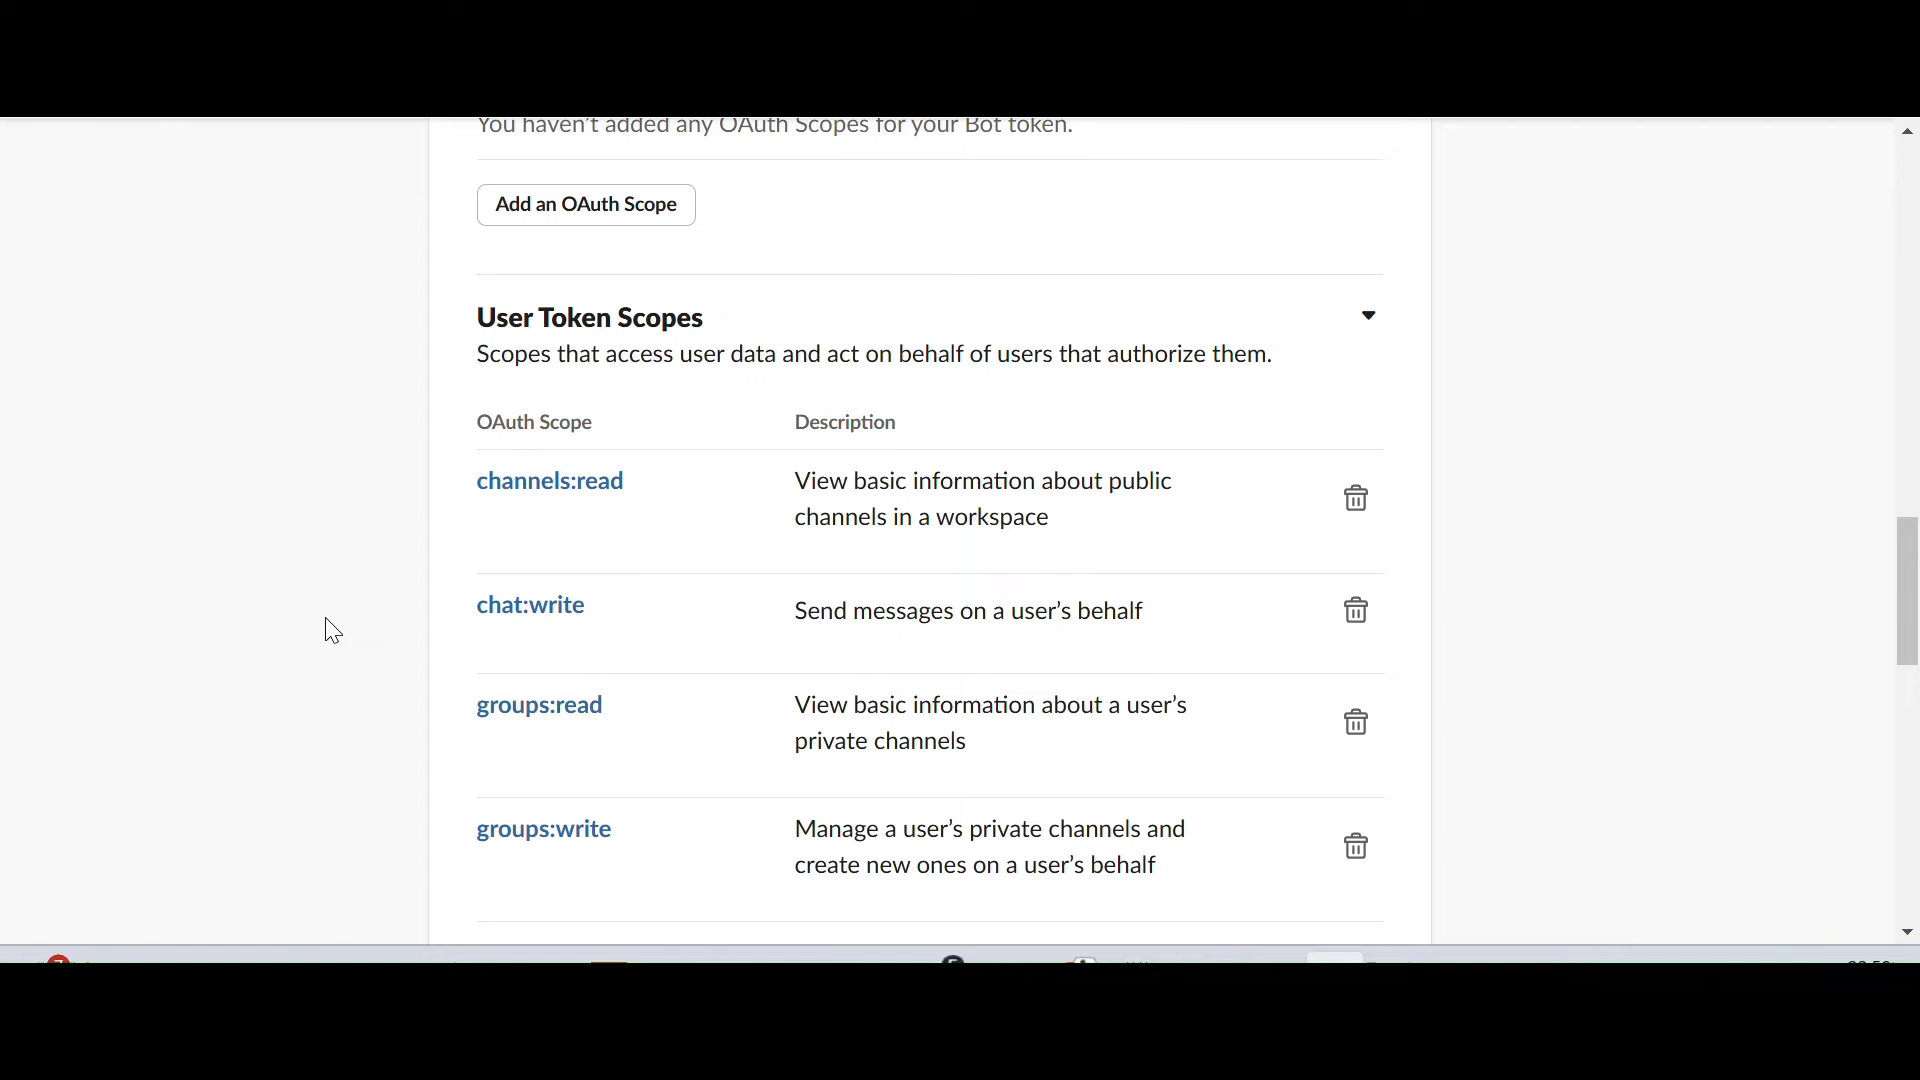 You haven't added any OAuth Scopes for your Bot token.
Add an OAuth Scope
User Token Scopes
Scopes that access user data and act on behalf of users that authorize them.
OAuth Scope Description
channels:read View basic information about public
channels in a workspace
chat:write Send messages on a user’s behalf
groups:read View basic information about a user’s
private channels
groups:write Manage a user’s private channels and
create new ones on a user’s behalf